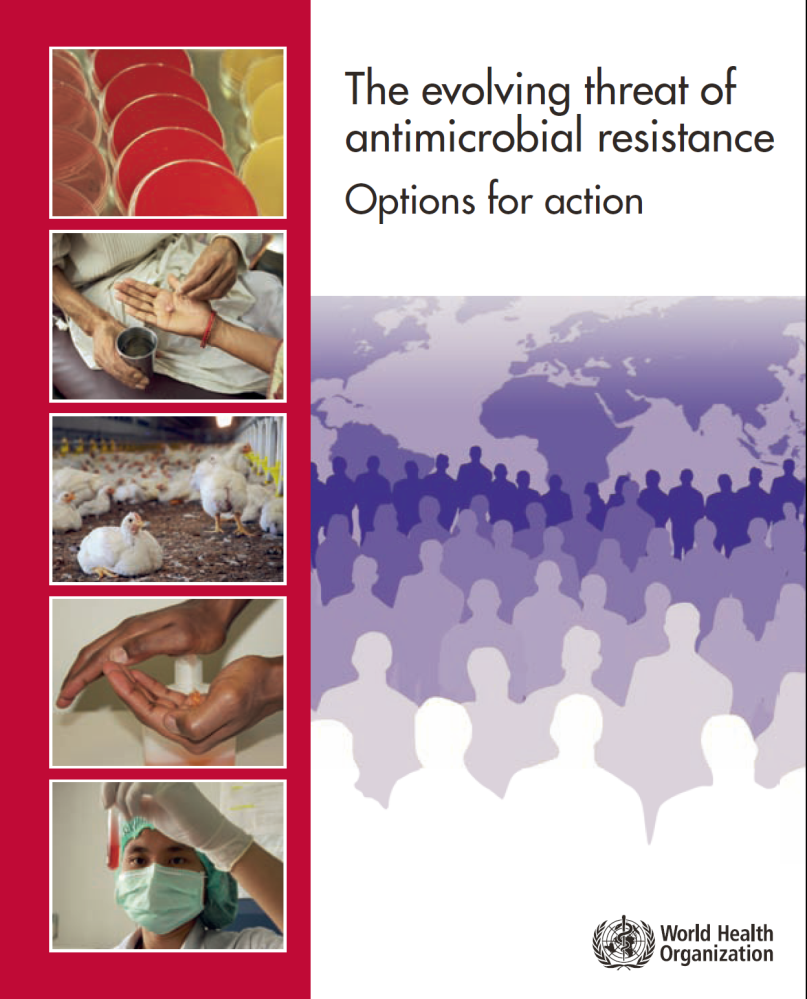 The evolving threat of
antimicrobial resistance
Options for action
World Health
Organization